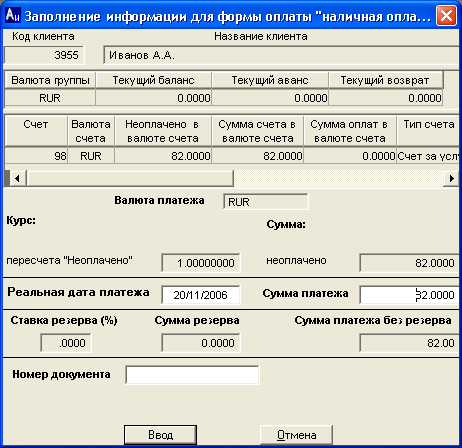 Аи Заполнение информации для формы оплаты "наличная опла...
Код клиента Название клиента
3955 Иванов А.А.
Валюта группы Текущий баланс Текущий аванс Текущий возврат
RUR 0.0000 0.0000 0.0000
Счет Валюта счета Неоплачено в валюте счета Сумма счета в валюте счета Сумма оплат в валюте счета Тип счета
98 RUR 82.0000 82.0000 0.0000 Счет за услу
Валюта платежа RUR
Курс: Сумма:
пересчета "Неоплачено" 1.00000000 неоплачено 82.0000
Реальная дата платежа 20/11/2006 Сумма платежа 82.0000
Ставка резерва (%) Сумма резерва Сумма платежа без резерва
.0000 0.0000 82.00
Номер документа
Ввод Отмена